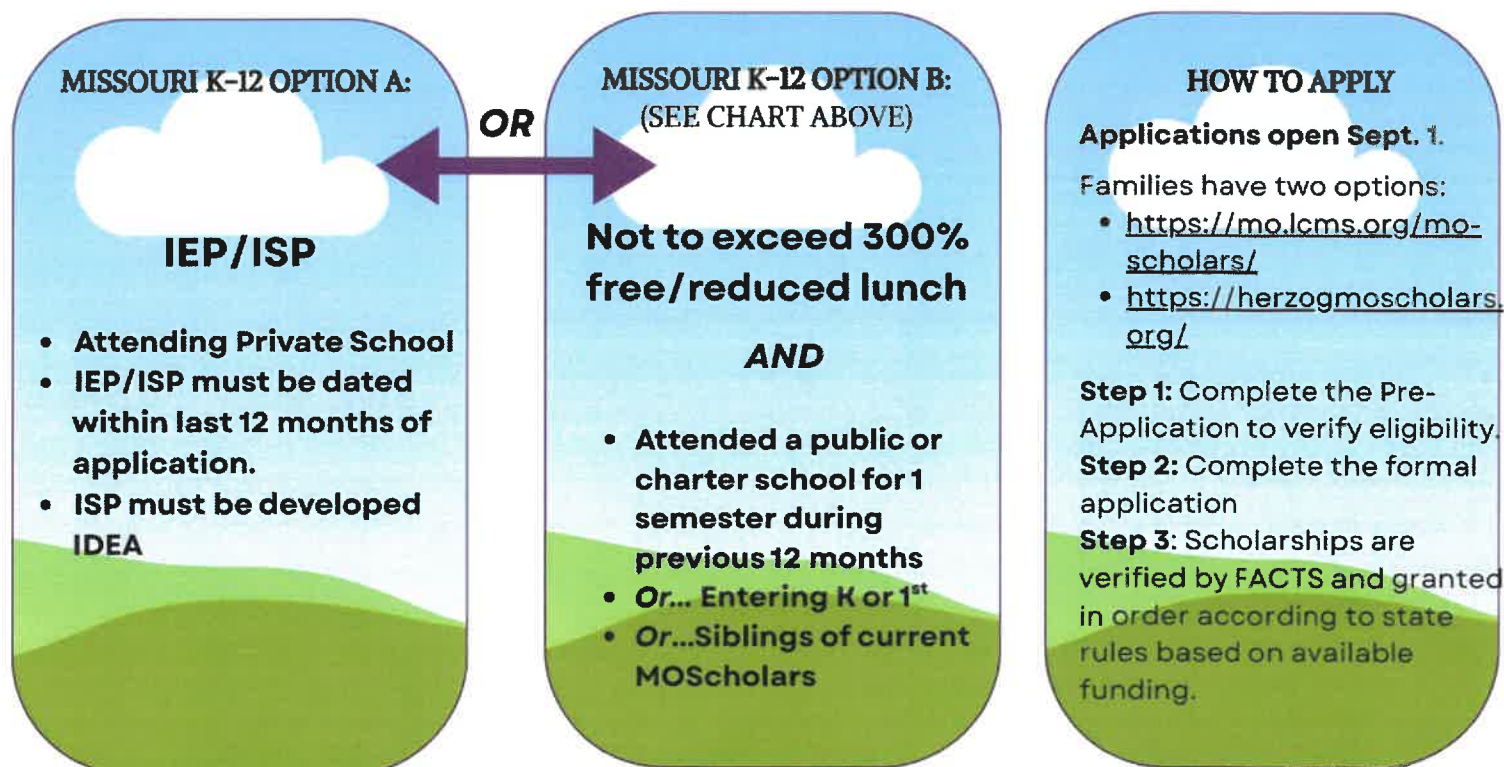 MISSOURI K-12 OPTION A:
IEP/ISP
• Attending Private School
• IEP/ISP must be dated
within last 12 months of
application.
• ISP must be developed
IDEA
OR
MISSOURI K-12 OPTION B:
(SEE CHART ABOVE)
Not to exceed 300%
free/reduced lunch
AND
• Attended a public or
charter school for 1
semester during
previous 12 months
• Or... Entering K or 1st
• Or...Siblings of current
MOScholars
HOW TO APPLY
Applications open Sept. 1.
Families have two options:
• https://mo.lcms.org/mo-
scholars/
• https://herzogmoscholars.
org/
Step 1: Complete the Pre-
Application to verify eligibility.
Step 2: Complete the formal
application
Step 3: Scholarships are
verified by FACTS and granted
in order according to state
rules based on available
funding.